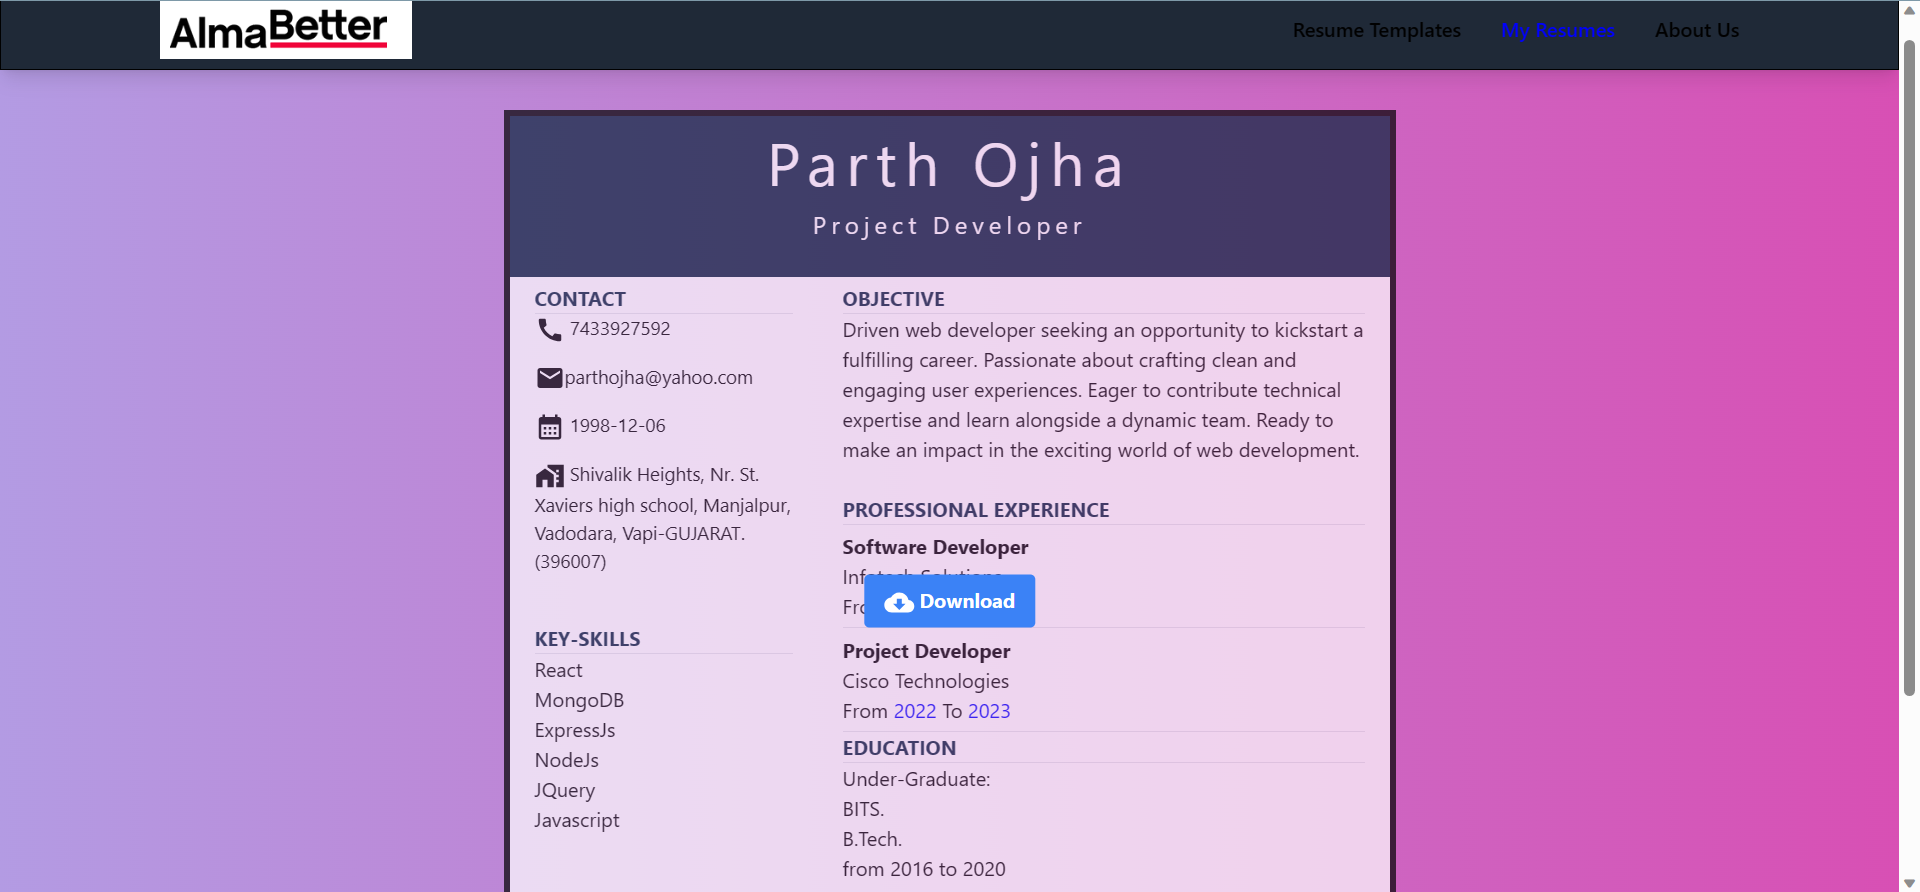 AlmaBetter
Resume Templates
My Resumes
About Us
Parth Ojha
Project Developer
CONTACT
7433927592
parthojha@yahoo.com
1998-12-06
Shivalik Heights, Nr. St.
Xaviers high school, Manjalpur,
Vadodara, Vapi-GUJARAT.
(396007)
KEY-SKILLS
React
MongoDB
ExpressJs
NodeJs
JQuery
Javascript
OBJECTIVE
Driven web developer seeking an opportunity to kickstart a
fulfilling career. Passionate about crafting clean and
engaging user experiences. Eager to contribute technical
expertise and learn alongside a dynamic team. Ready to
make an impact in the exciting world of web development.
PROFESSIONAL EXPERIENCE
Software Developer
Infotech Solutions
Download
Project Developer
Cisco Technologies
From 2022 To 2023
EDUCATION
Under-Graduate:
BITS.
B.Tech.
from 2016 to 2020